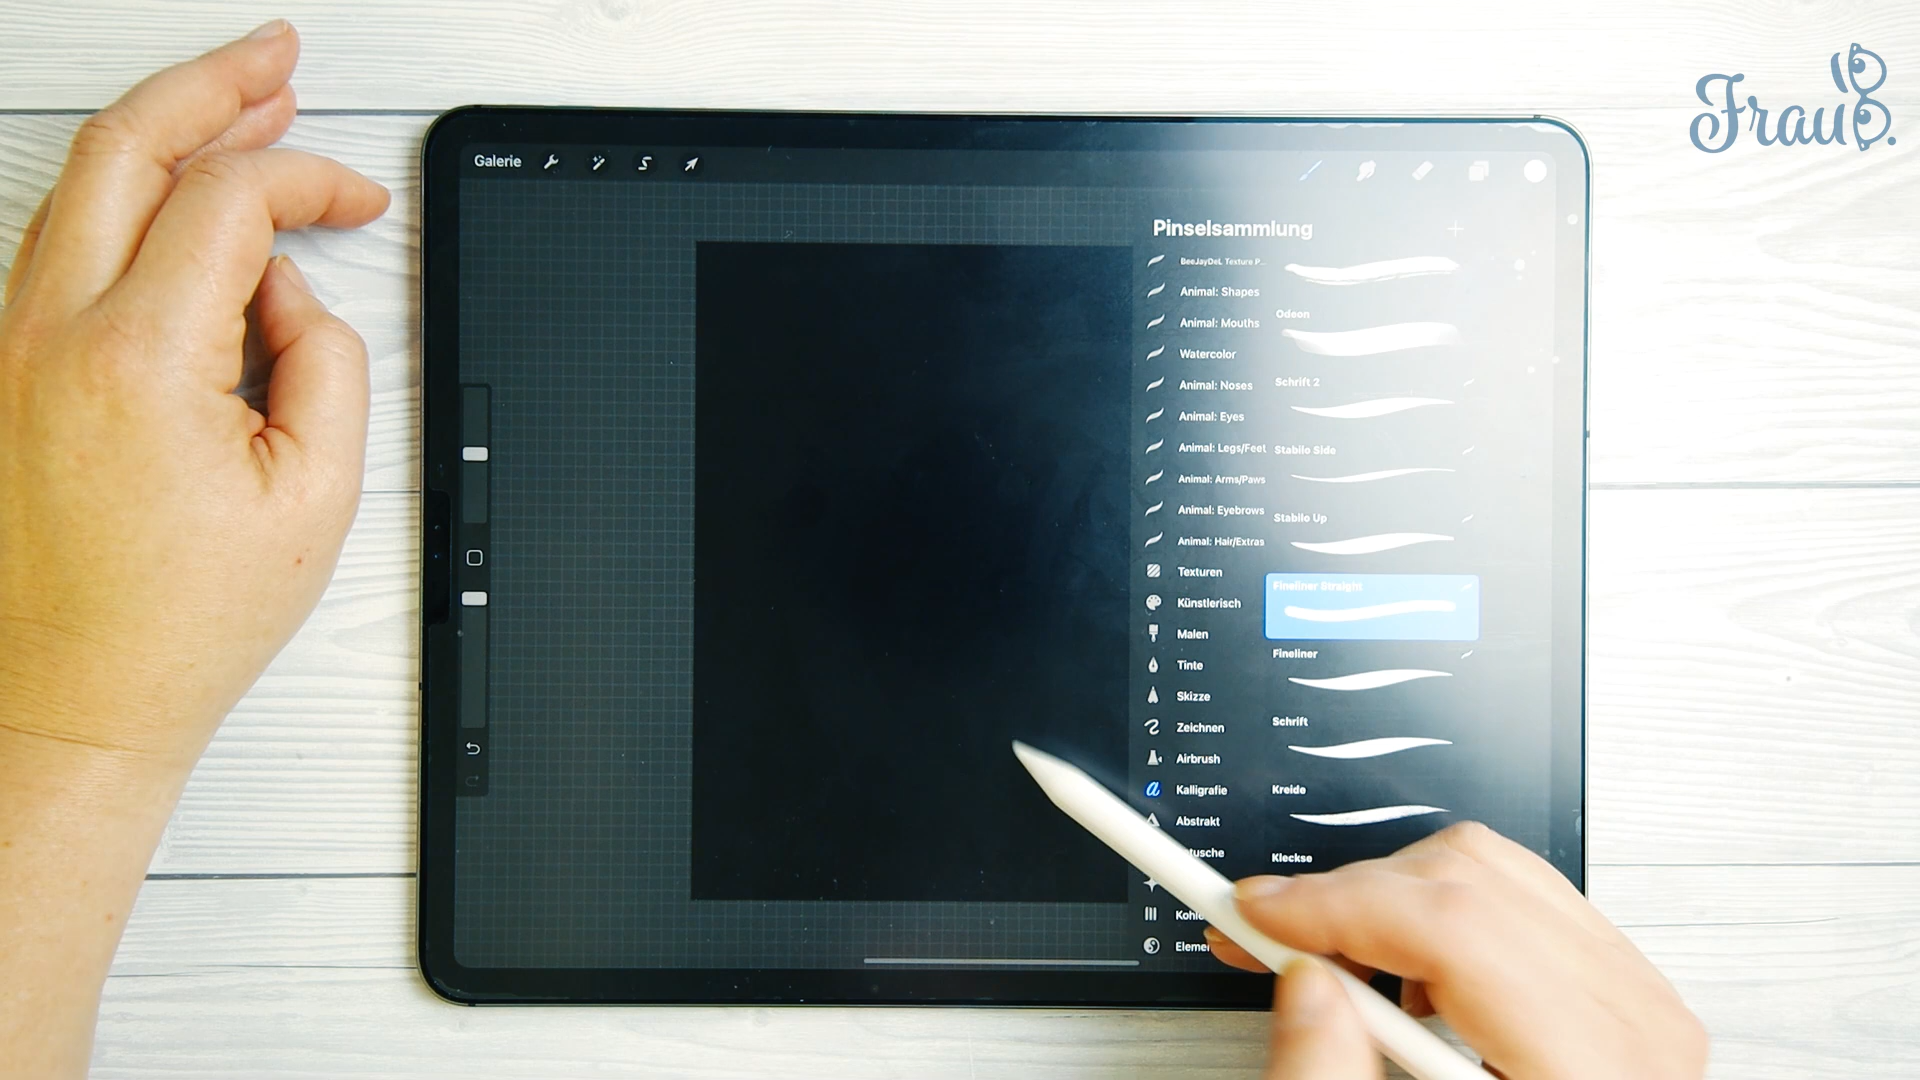 Frau B.
Galerie
Pinselsammlung
BeeJayDeL Texture P...
Animal: Shapes
Animal: Mouths
Watercolor
Animal: Noses
Animal: Eyes
Animal: Legs/Feet
Animal: Arms/Paws
Animal: Eyebrows
Animal: Hair/Extras
Texturen
Künstlerisch
Malen
Tinte
Skizze
Zeichnen
Airbrush
Kalligrafie
Abstrakt
Odeon
Schrift 2
Stabilo Side
Stabilo Up
Fineliner Straight
Fineliner
Schrift
Kreide
Kleckse